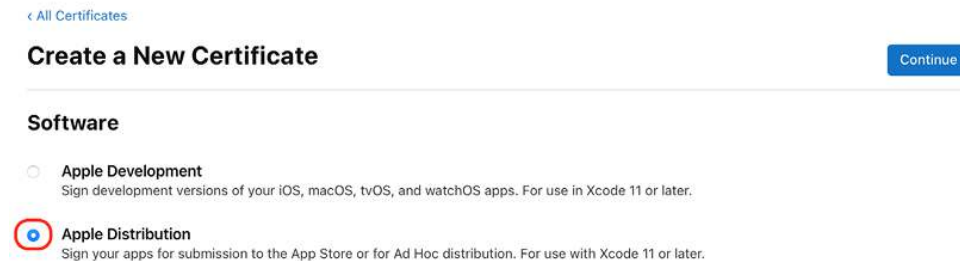 ‹ All Certificates
Create a New Certificate
Continue
Software
Apple Development
Sign development versions of your iOS, macOS, tvOS, and watchOS apps. For use in Xcode 11 or later.
Apple Distribution
Sign your apps for submission to the App Store or for Ad Hoc distribution. For use with Xcode 11 or later.